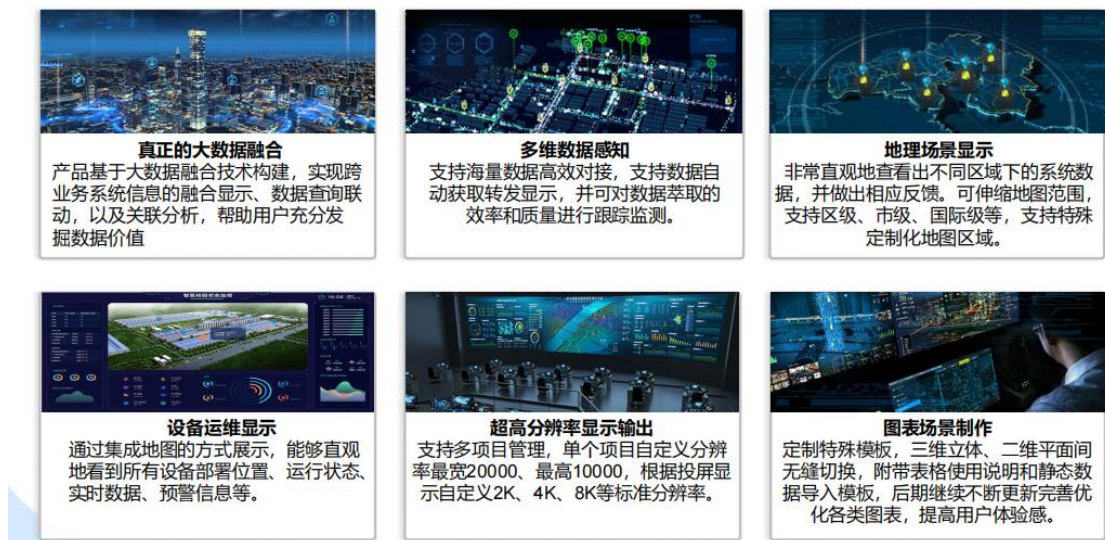 真正的大数据融合
产品基于大数据融合技术构建，实现跨
业务系统信息的融合显示、数据查询联
动，以及关联分析，帮助用户充分发
掘数据价值
多维数据感知
支持海量数据高效对接，支持数据自
动获取转发显示，并可对数据萃取的
效率和质量进行跟踪监测。
地理场景显示
非常直观地查看出不同区域下的系统数
据，并做出相应反馈。可伸缩地图范围，
支持区级、市级、国际级等，支持特殊
定制化地图区域。
设备运维显示
通过集成地图的方式展示，能够直观
地看到所有设备部署位置、运行状态、
实时数据、预警信息等。
超高分辨率显示输出
支持多项目管理，单个项目自定义分辨
率最宽20000、最高10000，根据投屏显
示自定义2K、4K、8K等标准分辨率。
图表场景制作
定制特殊模板，三维立体、二维平面间
无缝切换，附带表格使用说明和静态数
据导入模板，后期继续不断更新完善优
化各类图表，提高用户体验感。